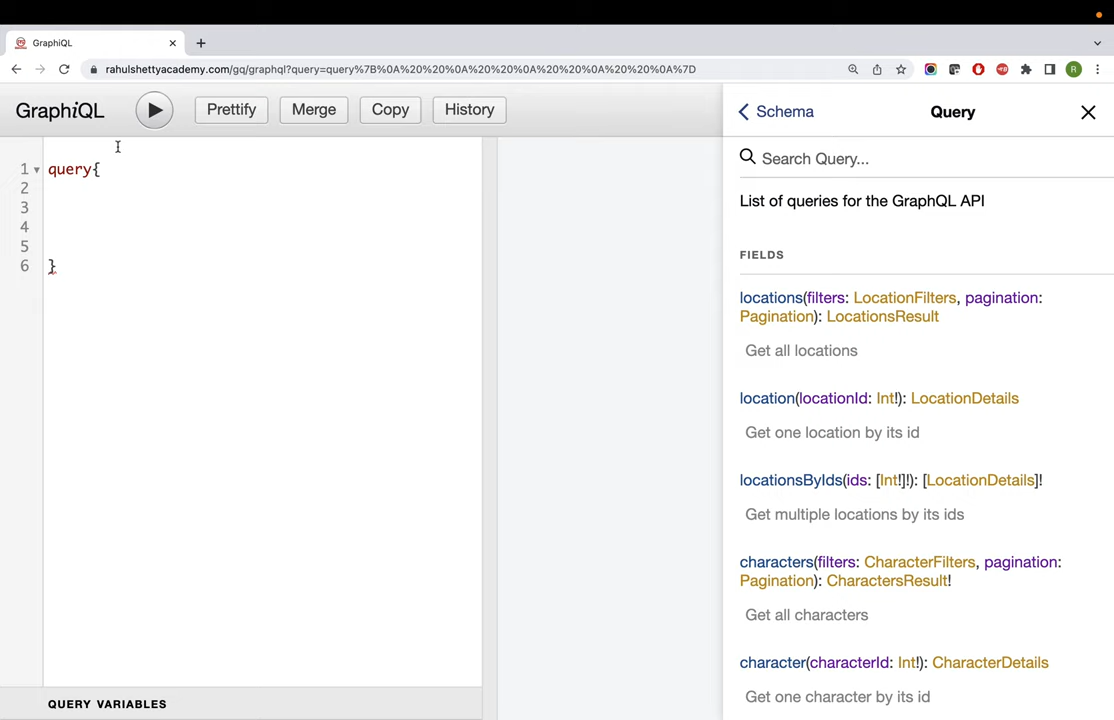 GraphiQL
rahulshettyacademy.com/gq/graphql?query=query%7B%0A%20%20%0A%20%20%0A%20%20%0A%20%20%0A%7D
R
GraphiQL
Prettify
Merge
Copy
History
Schema
Query
1 query{
2
3
4
5
6 }
Search Query...
List of queries for the GraphQL API
FIELDS
locations(filters: LocationFilters, pagination:
Pagination): LocationsResult
Get all locations
location(locationId: Int!): LocationDetails
Get one location by its id
locationsByIds(ids: [Int!]!): [LocationDetails]!
Get multiple locations by its ids
characters(filters: CharacterFilters, pagination:
Pagination): CharactersResult!
Get all characters
character(characterId: Int!): CharacterDetails
Get one character by its id
QUERY VARIABLES